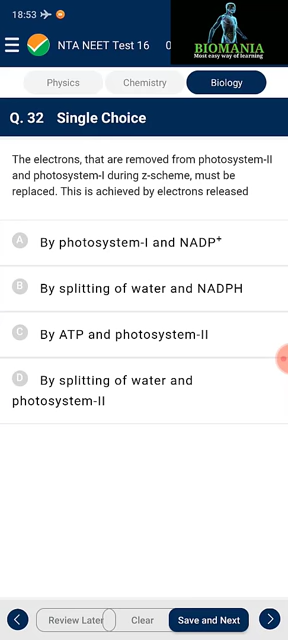 18:53
BIOMANIA
Most easy way of learning
NTA NEET Test 16 0
Physics Chemistry Biology
Q. 32 Single Choice
The electrons, that are removed from photosystem-II
and photosystem-I during z-scheme, must be
replaced. This is achieved by electrons released
A By photosystem-I and NADP⁺
B By splitting of water and NADPH
C By ATP and photosystem-II
D By splitting of water and
photosystem-II
Review Later Clear Save and Next